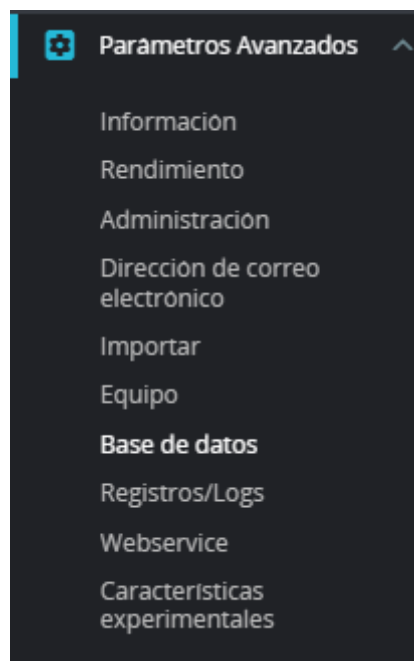 Parámetros Avanzados
Información
Rendimiento
Administración
Dirección de correo
electrónico
Importar
Equipo
Base de datos
Registros/Logs
Webservice
Características
experimentales